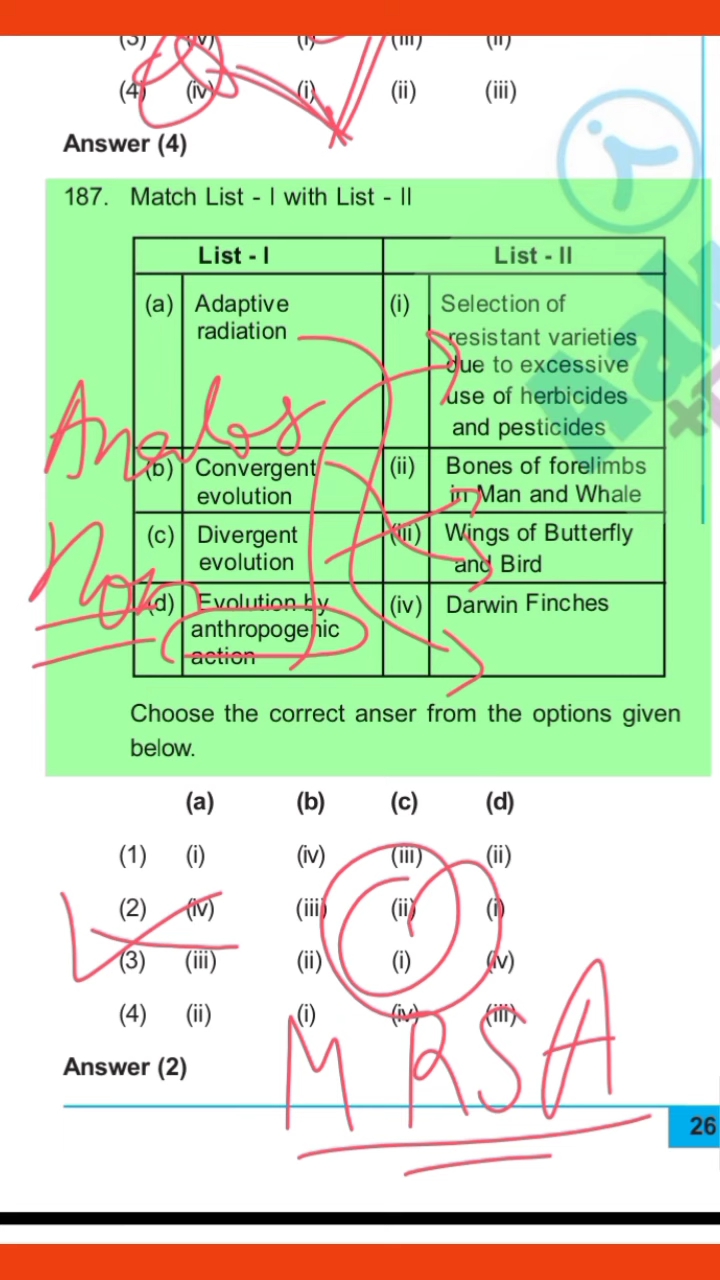 (3) (iv) (i) (iii) (ii)
(4) (iv) (i) (ii) (iii)
Answer (4)
187. Match List - I with List - II
List - I List - II
(a) Adaptive radiation (i) Selection of resistant varieties due to excessive use of herbicides and pesticides
(b) Convergent evolution (ii) Bones of forelimbs in Man and Whale
(c) Divergent evolution (iii) Wings of Butterfly and Bird
(d) Evolution by anthropogenic action (iv) Darwin Finches
Choose the correct anser from the options given
below.
(a) (b) (c) (d)
(1) (i) (iv) (iii) (ii)
(2) (iv) (iii) (ii) (i)
(3) (iii) (ii) (i) (iv)
(4) (ii) (i) (iv) (iii)
MRSA
Answer (2)
26